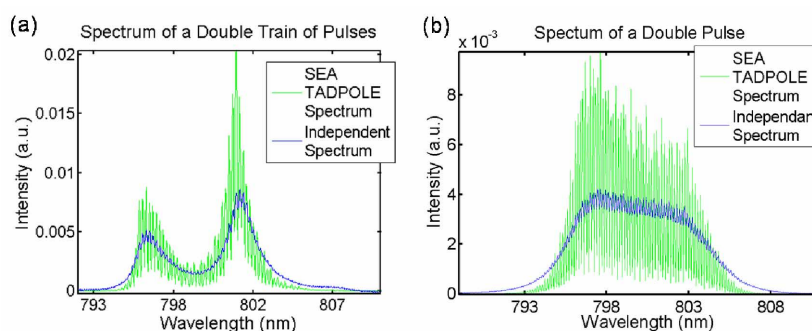 (a)
Spectrum of a Double Train of Pulses
0.02
0.015
0.01
0.005
0
Intensity (a.u.)
793
798
802
807
Wavelength (nm)
SEA
TADPOLE
Spectrum
Independent
Spectrum
(b)
Spectum of a Double Pulse
x 10-3
8
6
4
2
0
Intensity (a.u.)
793
798
803
808
Wavelength (nm)
SEA
TADPOLE
Spectrum
Independant
Spectrum